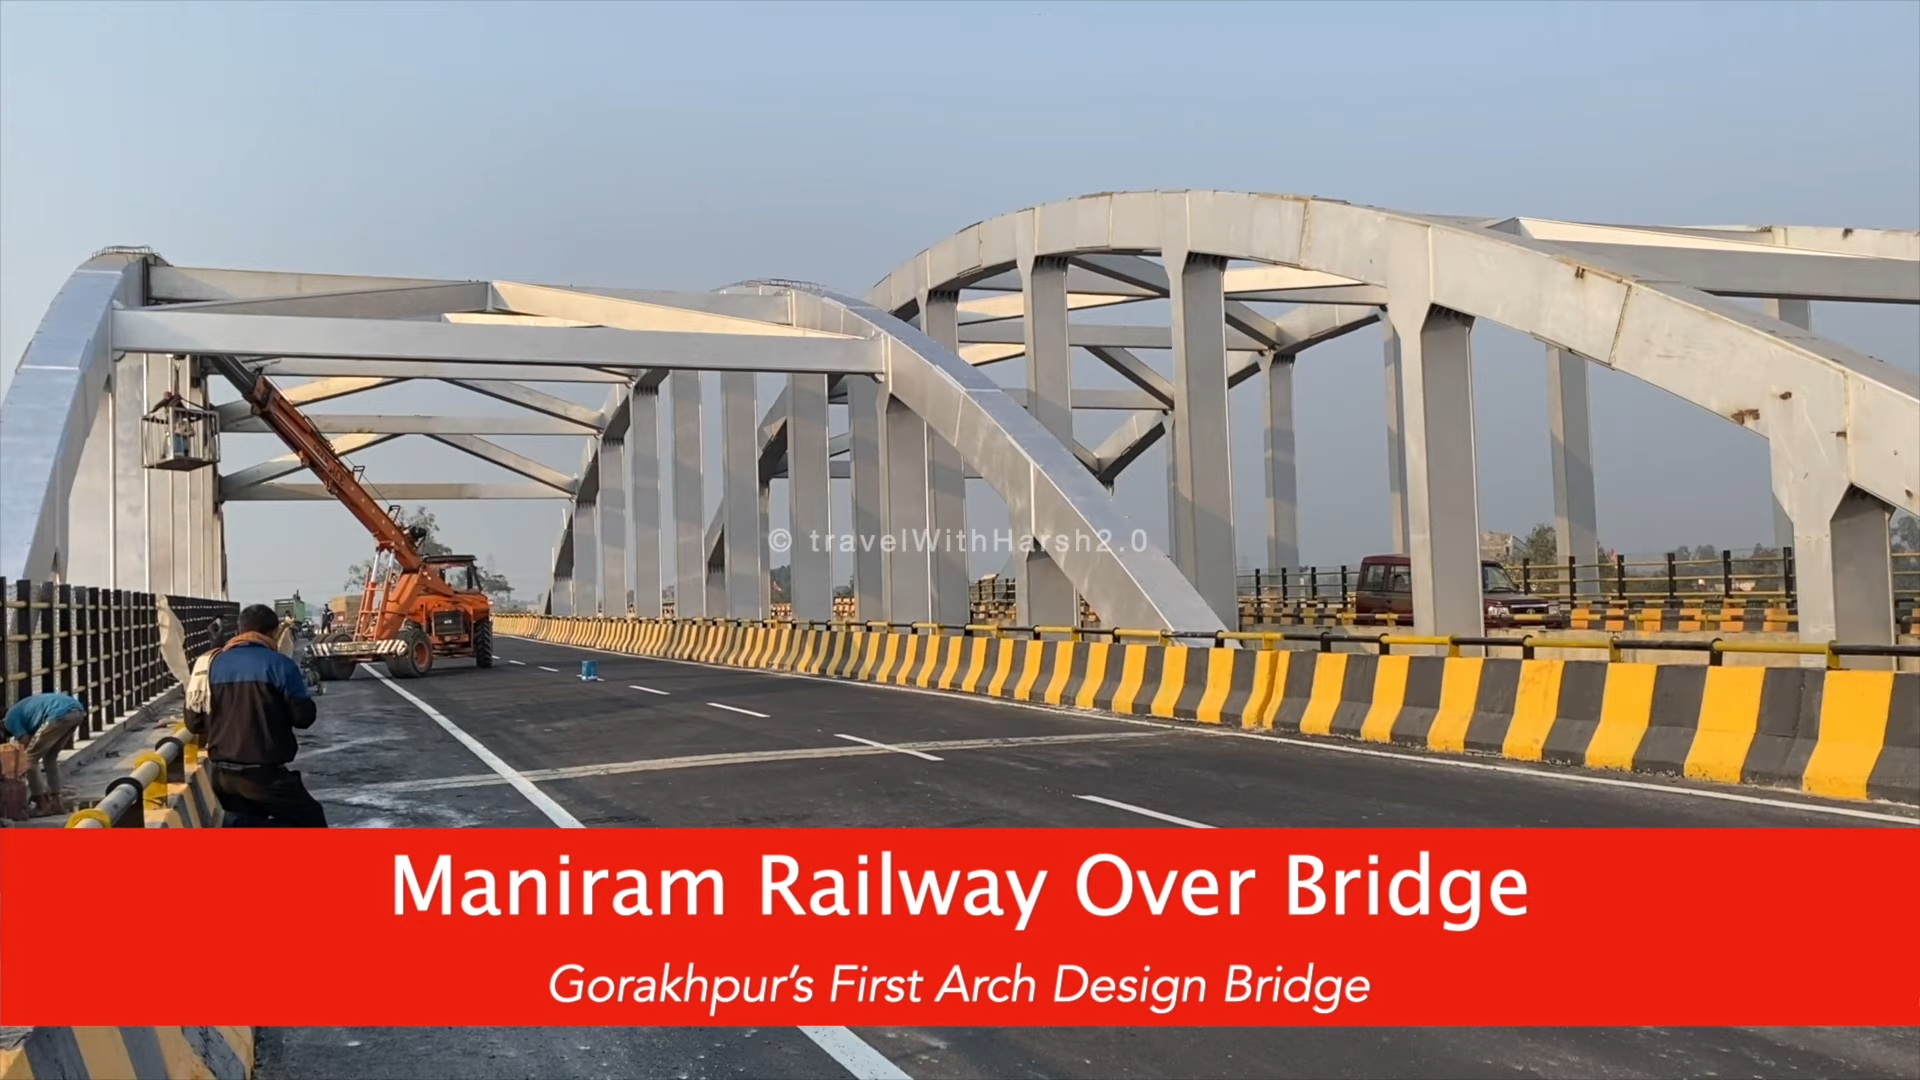 © travelWithHarsh2.0
Maniram Railway Over Bridge
Gorakhpur's First Arch Design Bridge